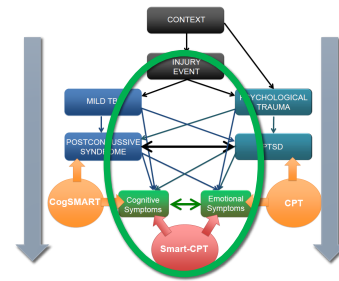 CONTEXT
INJURY
EVENT
MILD TBI
PSYCHOLOGICAL
TRAUMA
POSTCONCUSSIVE
SYNDROME
PTSD
CogSMART
Cognitive
Symptoms
Emotional
Symptoms
CPT
Smart-CPT